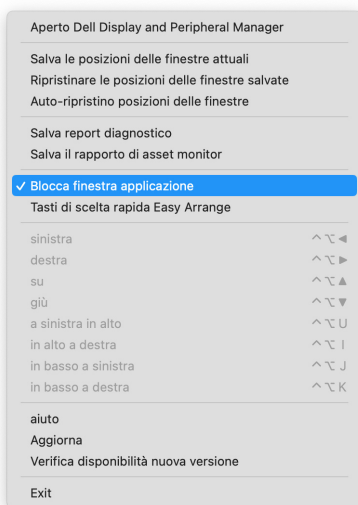 Aperto Dell Display and Peripheral Manager
Salva le posizioni delle finestre attuali
Ripristinare le posizioni delle finestre salvate
Auto-ripristino posizioni delle finestre
Salva report diagnostico
Salva il rapporto di asset monitor
✓ Blocca finestra applicazione
Tasti di scelta rapida Easy Arrange
sinistra ^⌥◀
destra ^⌥▶
su ^⌥▲
giù ^⌥▼
a sinistra in alto ^⌥U
in alto a destra ^⌥I
in basso a sinistra ^⌥J
in basso a destra ^⌥K
aiuto
Aggiorna
Verifica disponibilità nuova versione
Exit